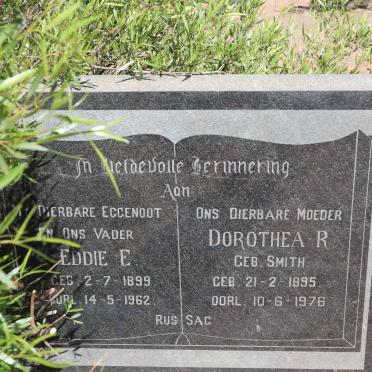 In Liefdevolle Herinnering
Aan
Dierbare Eggenoot
en ons Vader
Eddie E.
Geb. 2-7-1899
Oorl. 14-5-1962.
Ons Dierbare Moeder
Dorothea R.
Geb. Smith.
Geb. 21-2-1895.
Oorl. 10-6-1976
Rus Sag